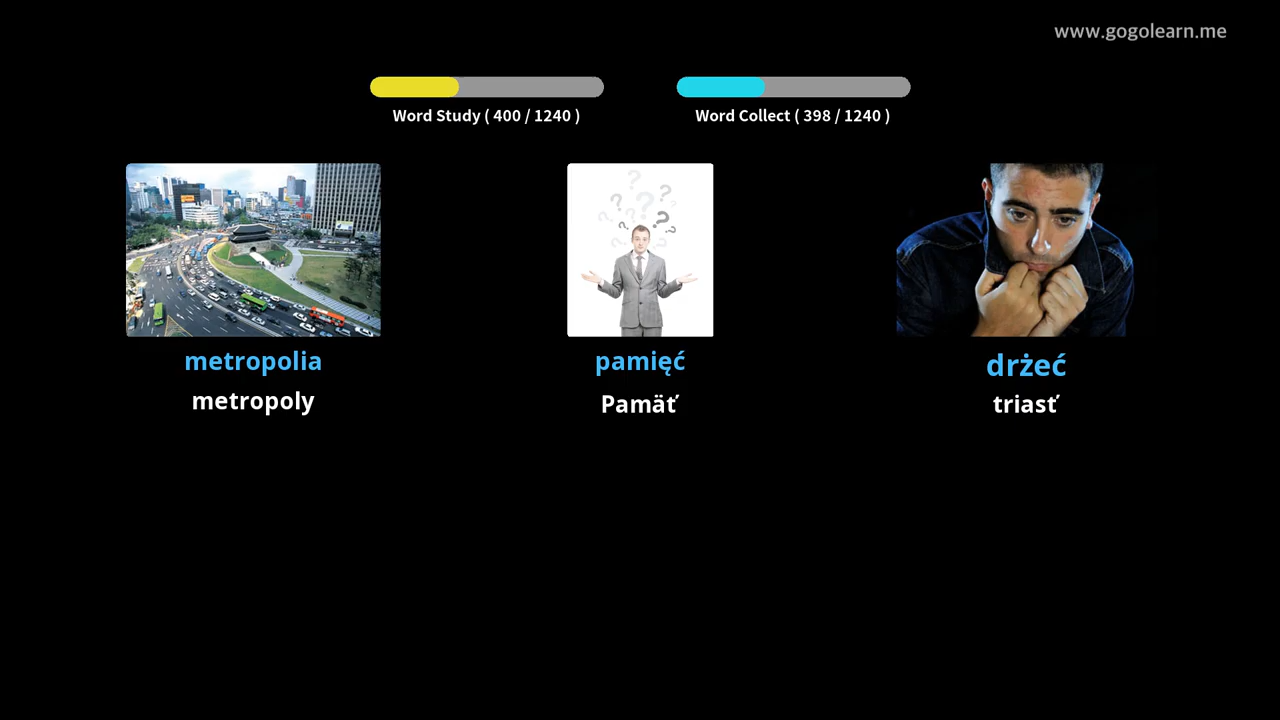 www.gogolearn.me
Word Study ( 400 / 1240 )
Word Collect ( 398 / 1240 )
metropolia
metropoly
pamięć
Pamäť
drżeć
triasť